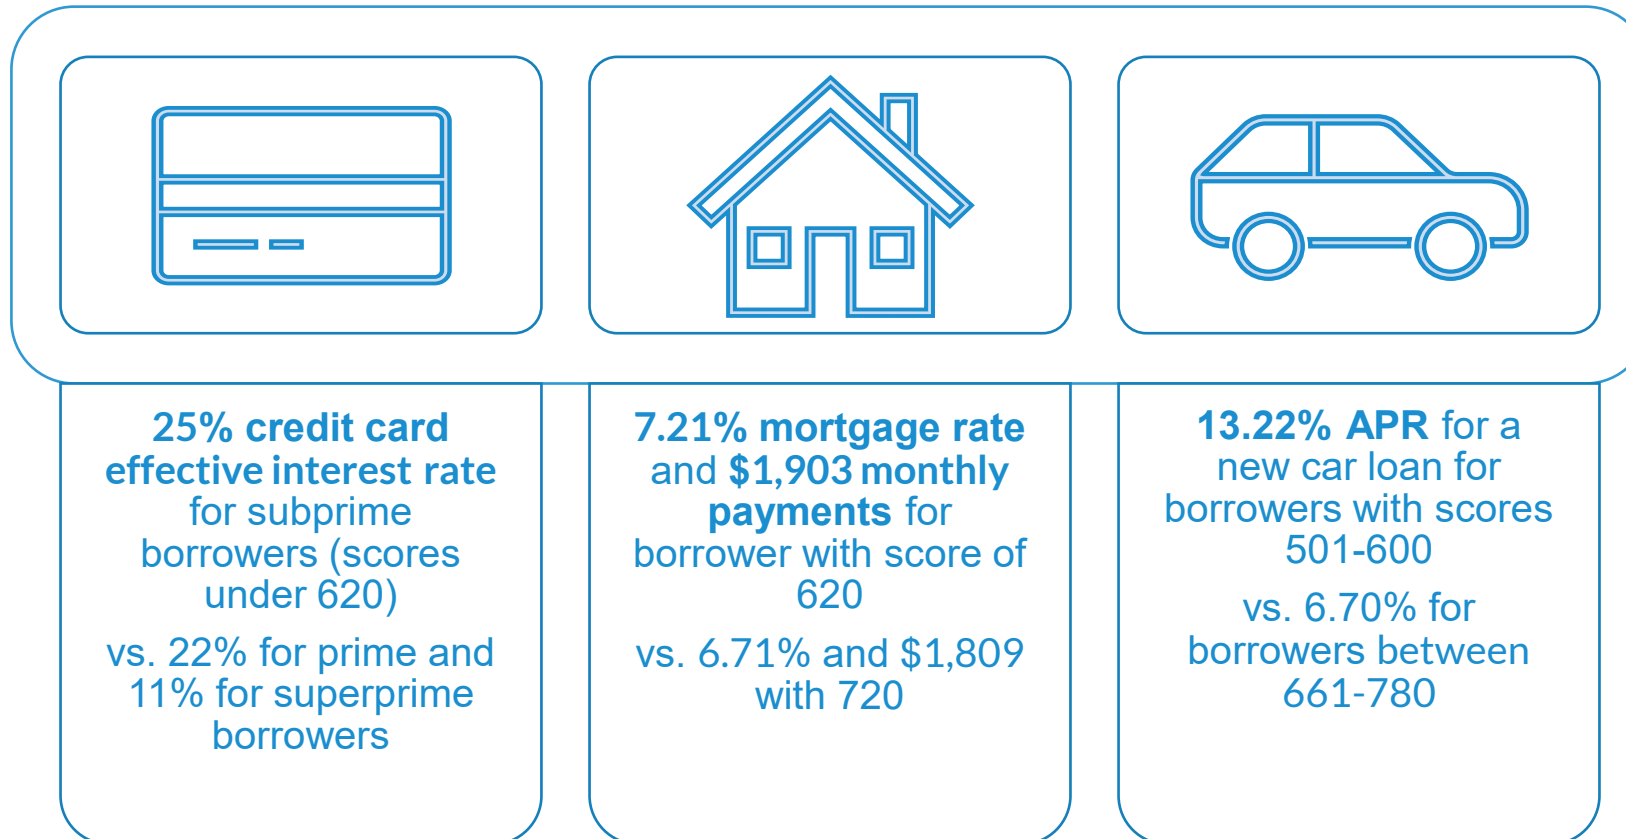 25% credit card
effective interest rate
for subprime
borrowers (scores
under 620)
vs. 22% for prime and
11% for superprime
borrowers
7.21% mortgage rate
and $1,903 monthly
payments for
borrower with score of
620
vs. 6.71% and $1,809
with 720
13.22% APR for a
new car loan for
borrowers with scores
501-600
vs. 6.70% for
borrowers between
661-780